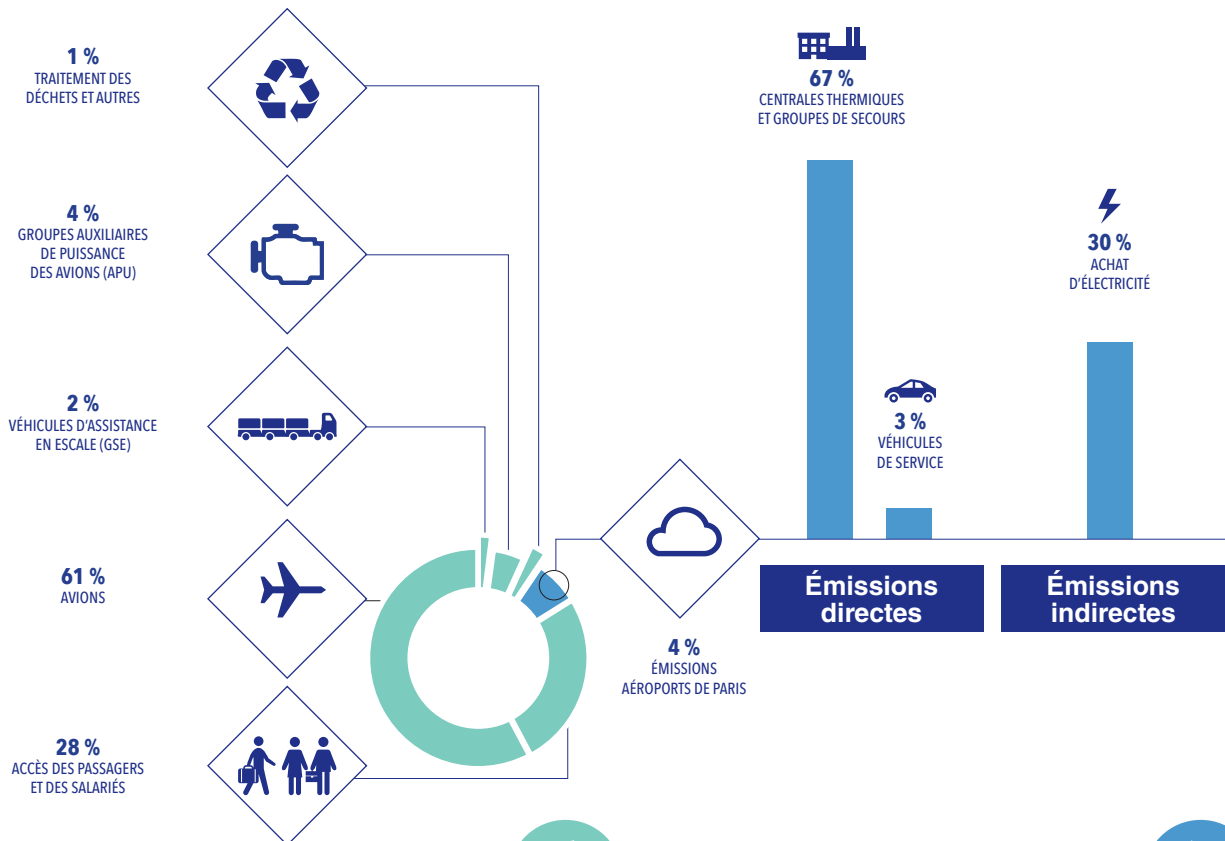 1 %
TRAITEMENT DES
DÉCHETS ET AUTRES
4 %
GROUPES AUXILIAIRES
DE PUISSANCE
DES AVIONS (APU)
2 %
VÉHICULES D'ASSISTANCE
EN ESCALE (GSE)
61 %
AVIONS
28 %
ACCÈS DES PASSAGERS
ET DES SALARIÉS
4 %
ÉMISSIONS
AÉROPORTS DE PARIS
67 %
CENTRALES THERMIQUES
ET GROUPES DE SECOURS
3 %
VÉHICULES
DE SERVICE
Émissions
directes
30 %
ACHAT
D'ÉLECTRICITÉ
Émissions
indirectes